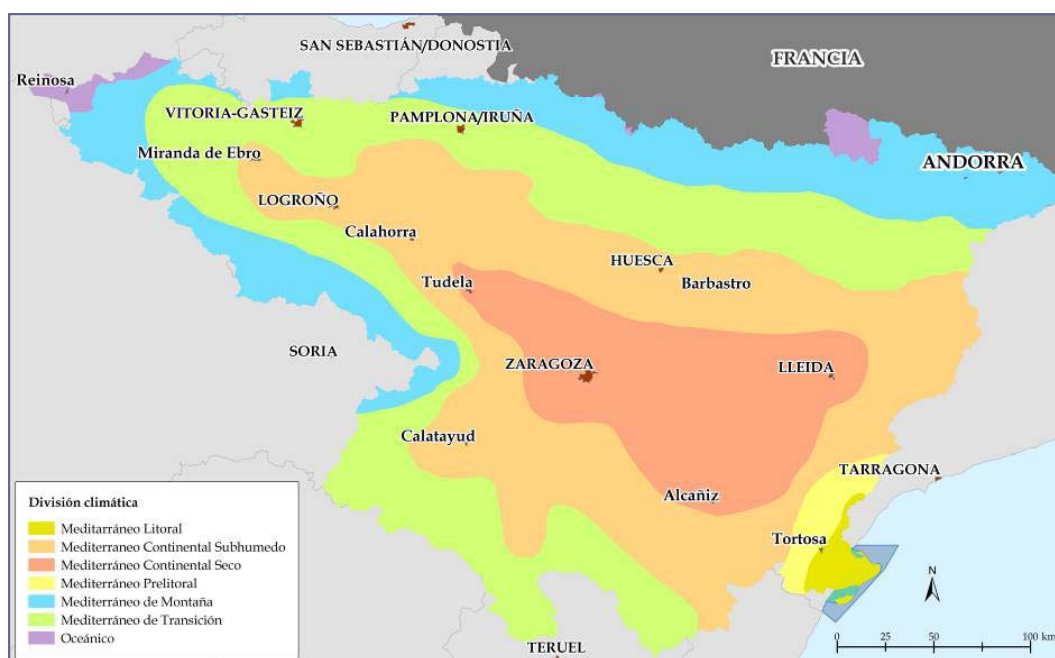 SAN SEBASTIÁN/DONOSTIA
FRANCIA
Reinosa
VITORIA-GASTEIZ
PAMPLONA/IRUÑA
Miranda de Ebro
ANDORRA
LOGROÑO
Calahorra
HUESCA
Tudela
Barbastro
SORIA
ZARAGOZA
LLEIDA
Calatayud
TARRAGONA
Alcañiz
Tortosa
División climática
Meditarráneo Litoral
Mediterraneo Continental Subhumedo
Mediterráneo Continental Seco
Mediterráneo Prelitoral
Mediterráneo de Montaña
Mediterráneo de Transición
Oceánico
N
0 25 50 100 km
TERUEL